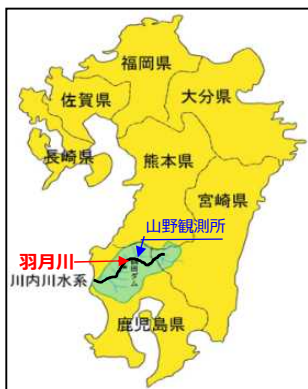 福岡県
佐賀県
大分県
長崎県
熊本県
宮崎県
山野観測所
羽月川
川内川水系
鹿児島県